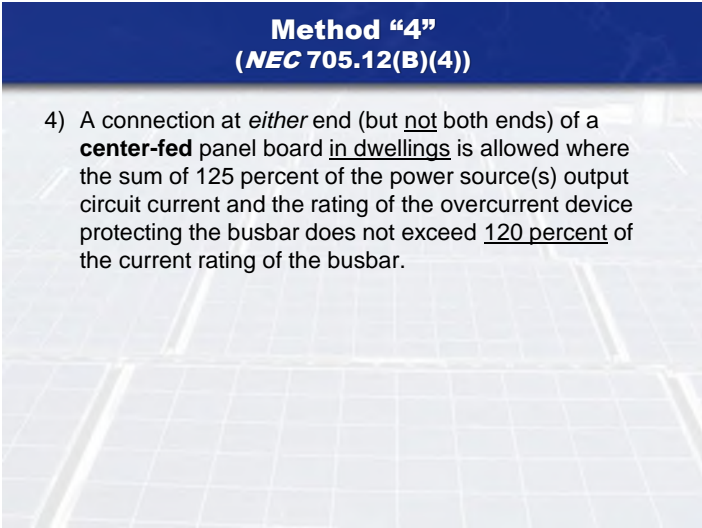 Method “4”
(NEC 705.12(B)(4))
4) A connection at either end (but not both ends) of a
center-fed panel board in dwellings is allowed where
the sum of 125 percent of the power source(s) output
circuit current and the rating of the overcurrent device
protecting the busbar does not exceed 120 percent of
the current rating of the busbar.